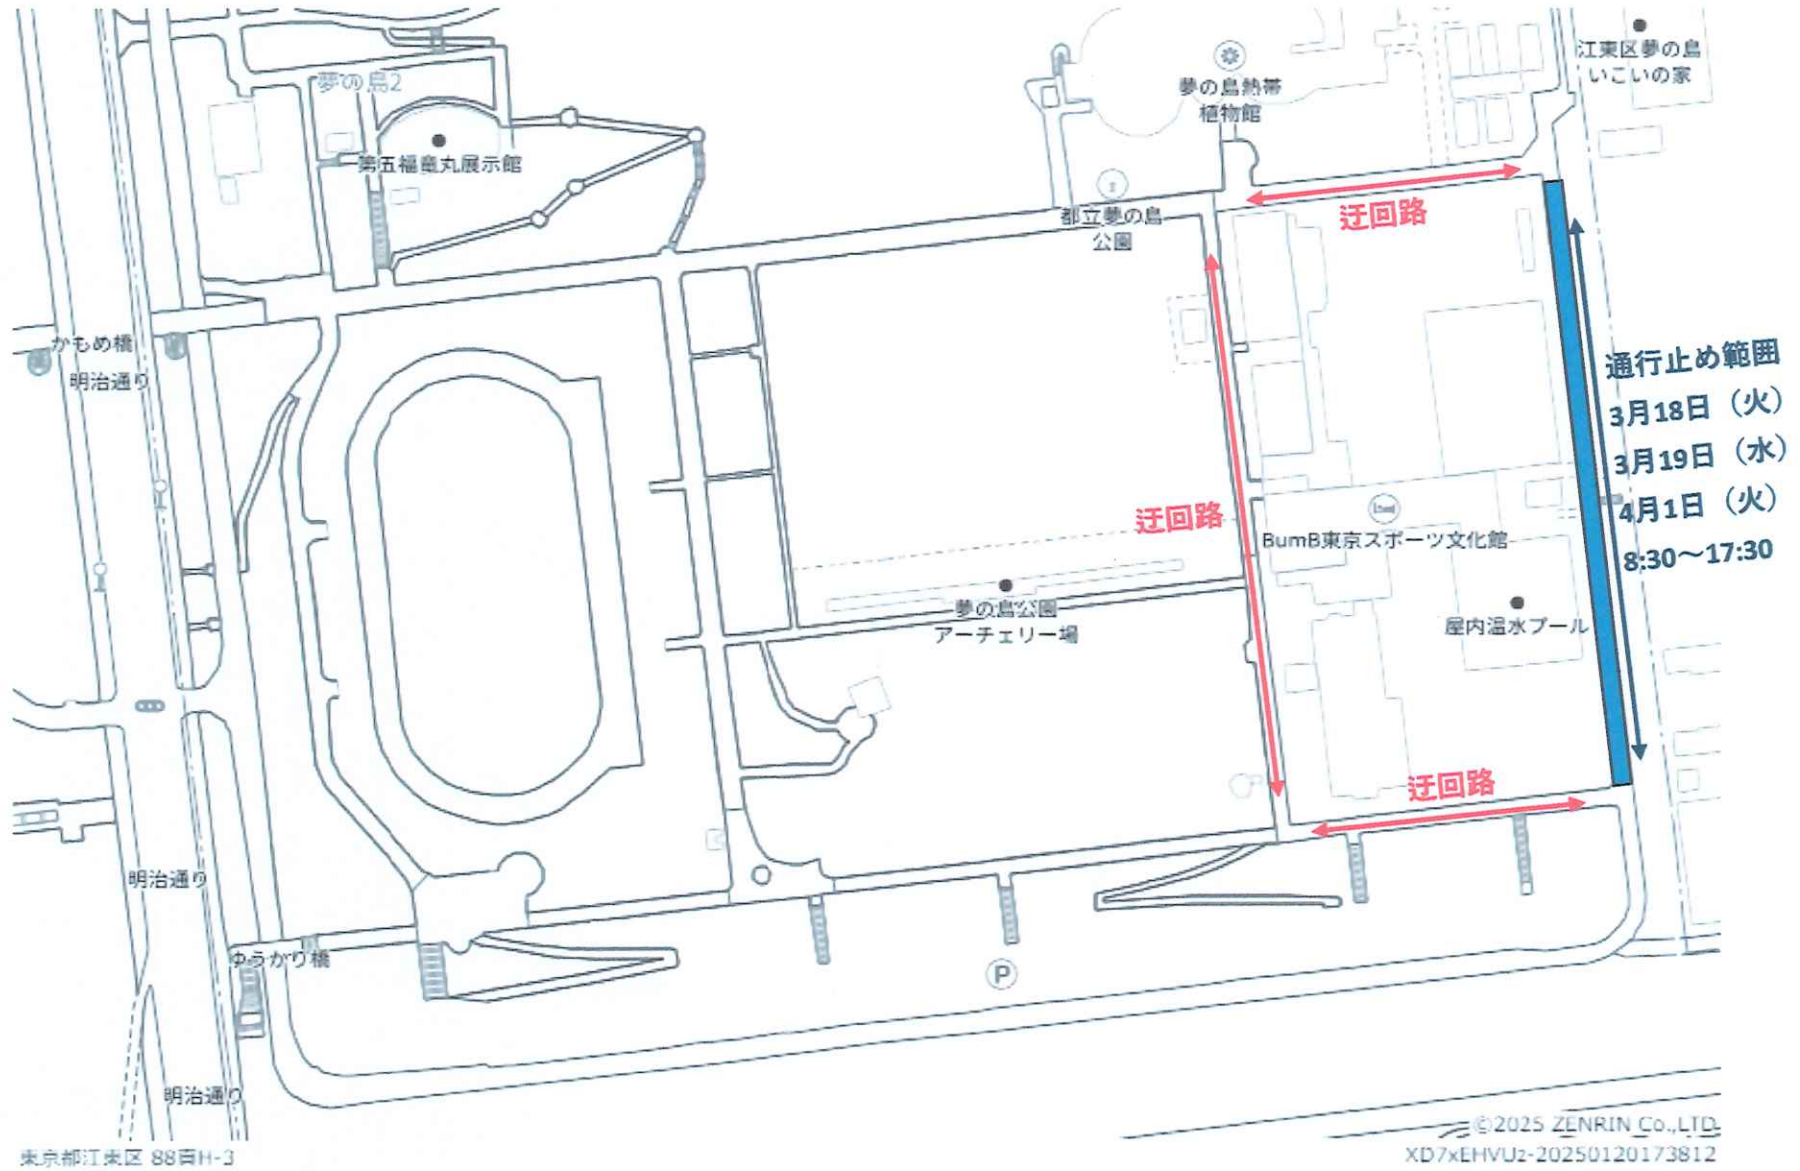 江東区夢の島
いこいの家
夢の島2
夢の島熱帯
植物館
第五福竜丸展示館
都立夢の島
公園
迂回路
かもめ橋
明治通り
通行止め範囲
3月18日（火）
3月19日（水）
4月1日（火）
8:30～17:30
迂回路
BumB東京スポーツ文化館
夢の島公園
アーチェリー場
屋内温水プール
迂回路
明治通り
ゆうかり橋
P
明治通り
©2025 ZENRIN Co.,LTD.
東京都江東区 88頁H-3
XD7xEHVUz-20250120173812